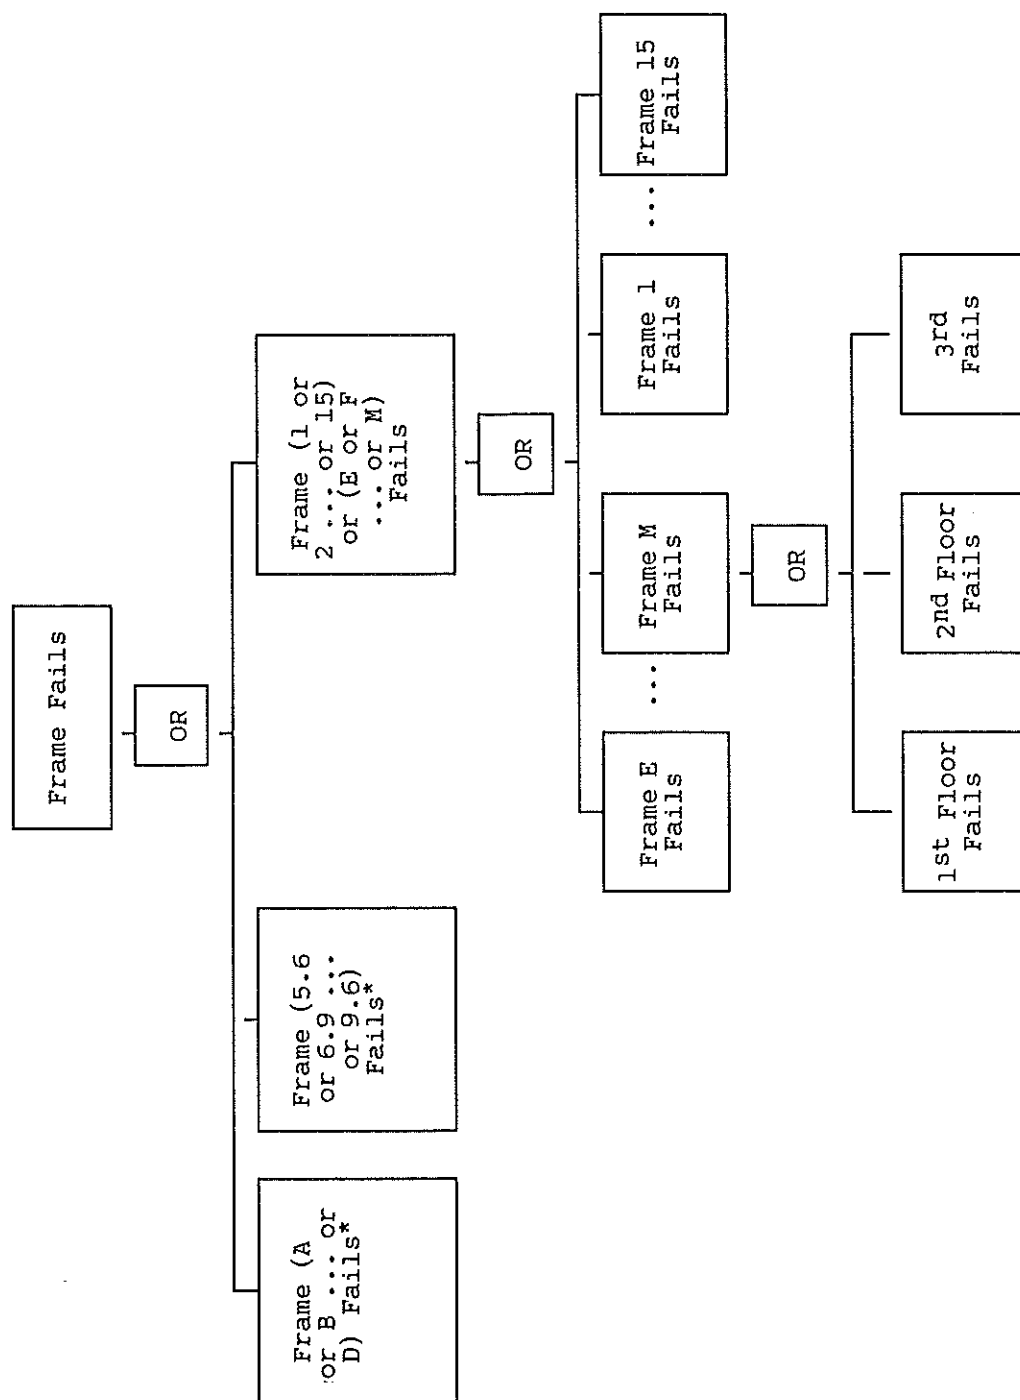 Frame Fails
OR
Frame (A
or B ... or
D) Fails*
Frame (5.6
or 6.9 ...
or 9.6)
Fails*
Frame (1 or
2 ... or 15)
or (E or F
... or M)
Fails
OR
Frame E
Fails
...
Frame M
Fails
Frame 1
Fails
...
Frame 15
Fails
OR
1st Floor
Fails
2nd Floor
Fails
3rd
Fails